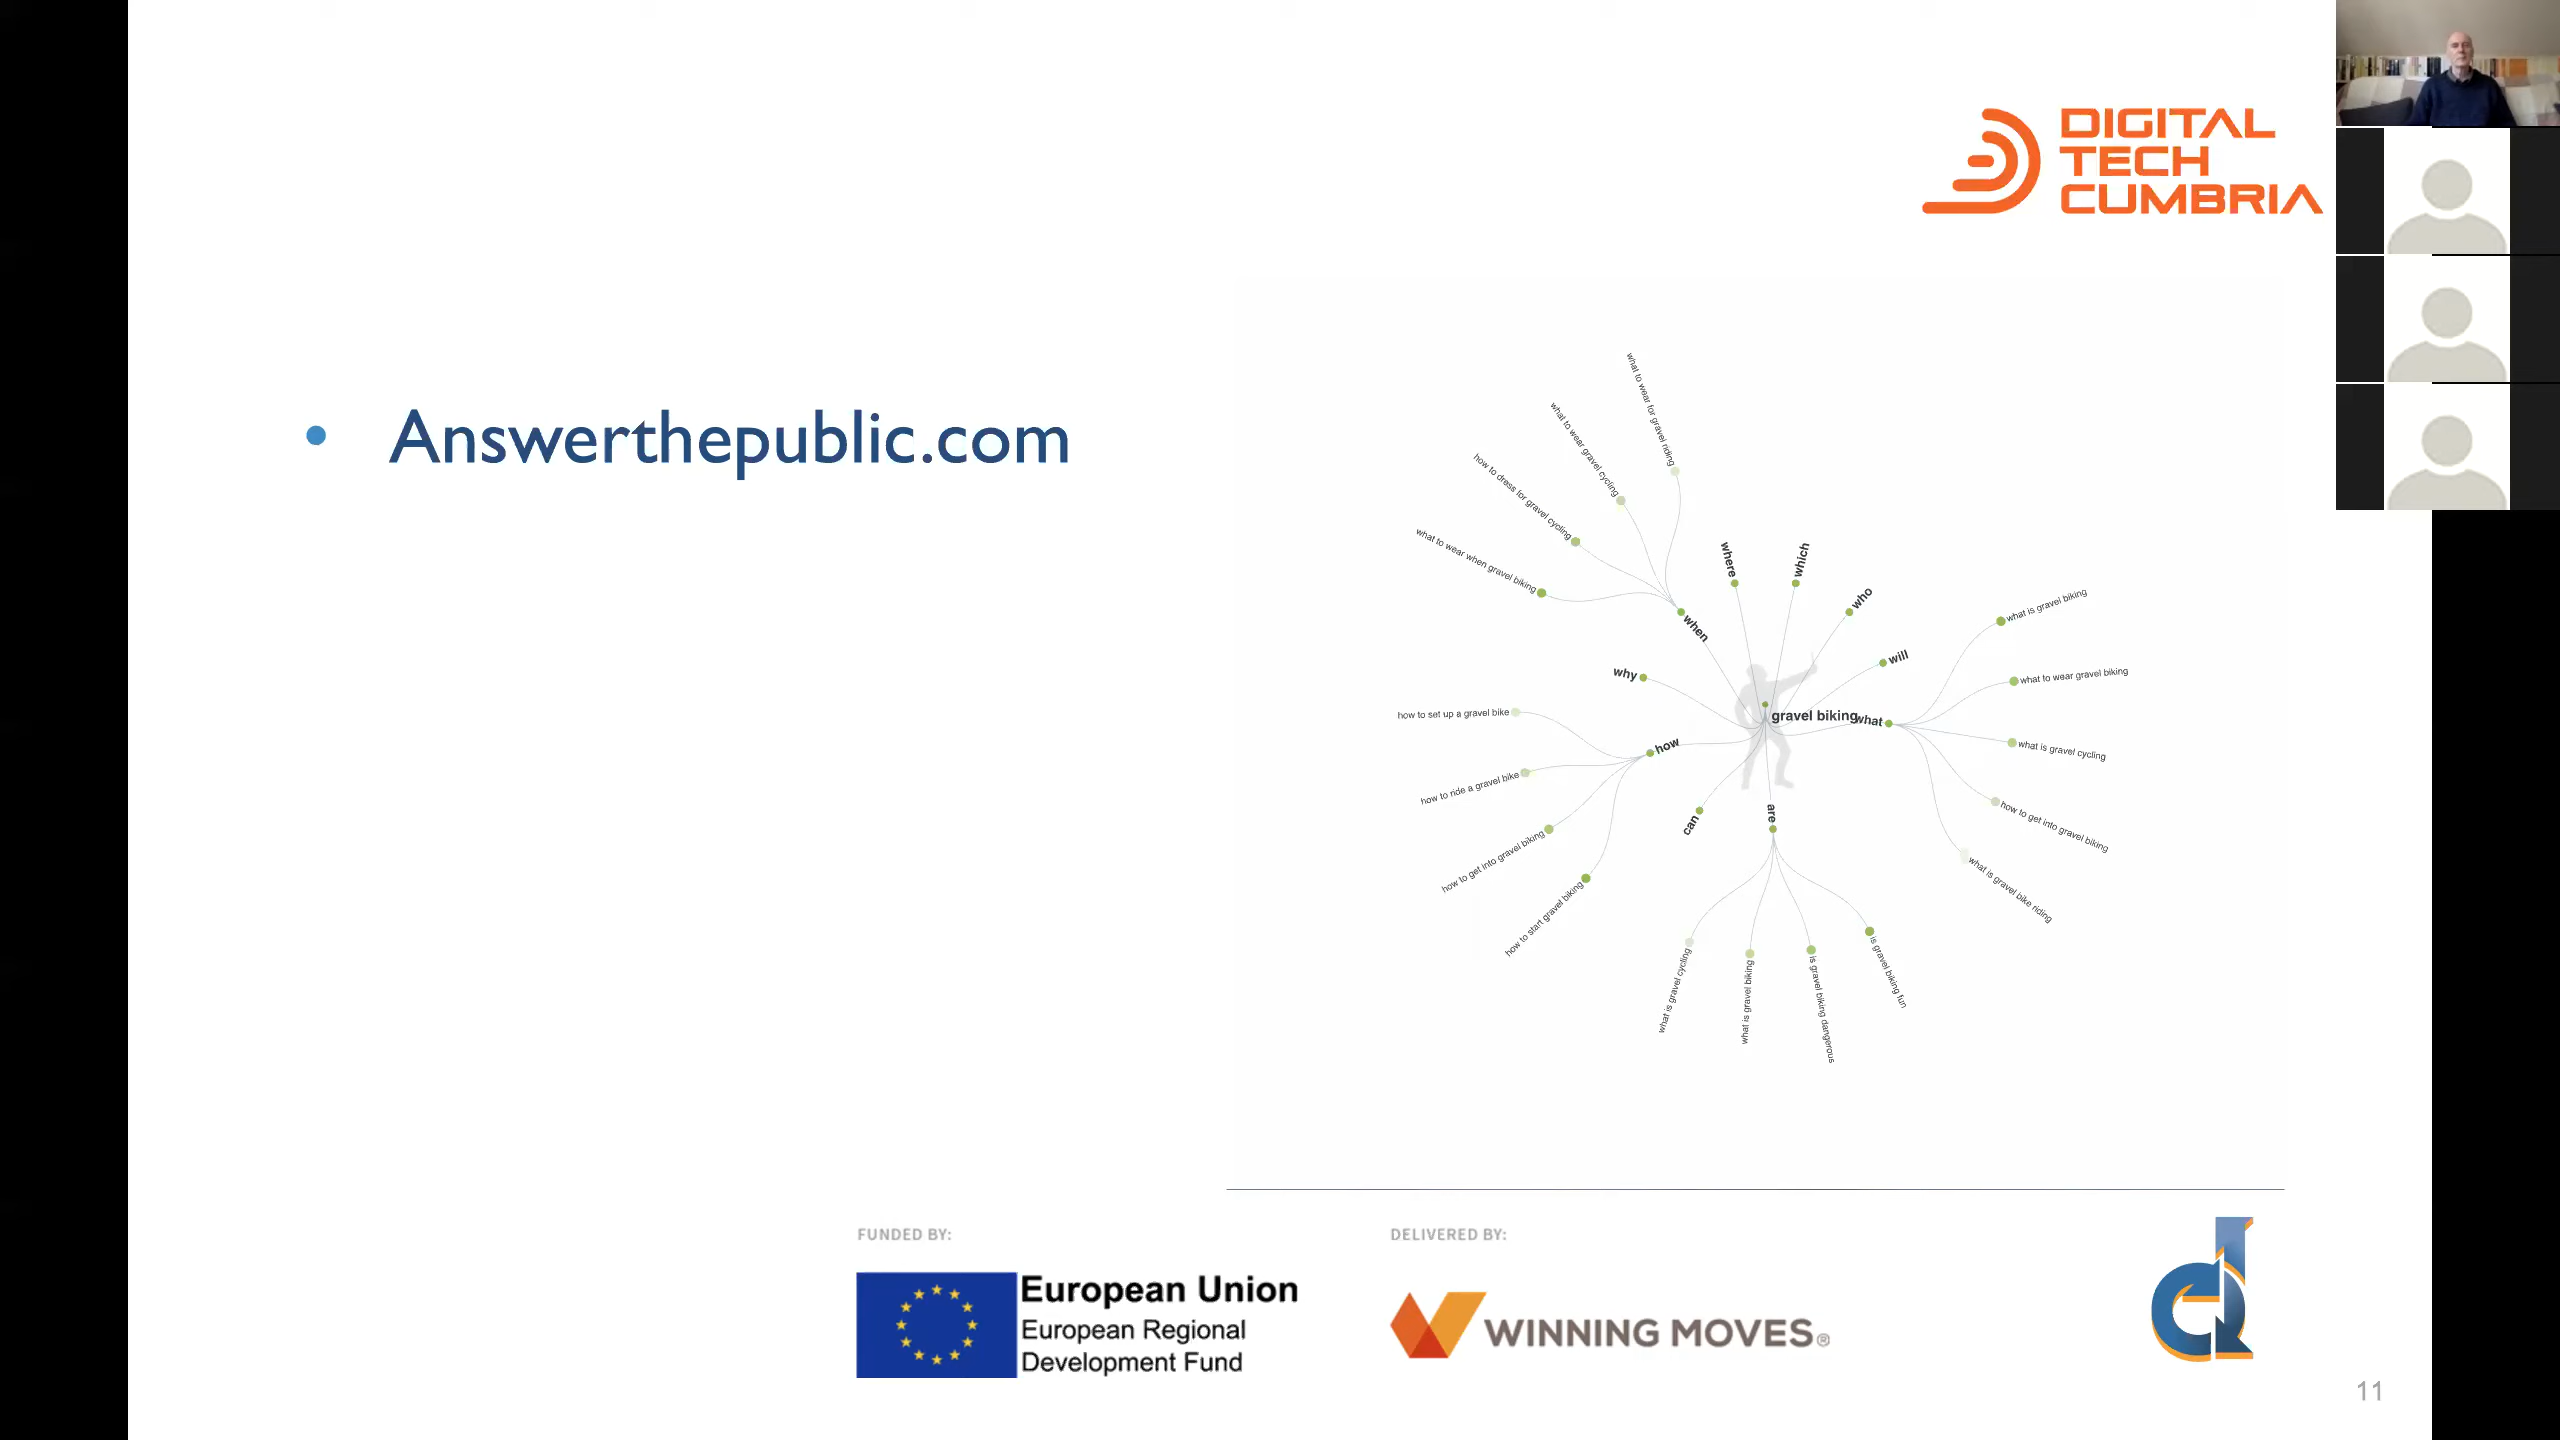 DIGITAL
TECH
CUMBRIA
• Answerthepublic.com
what to wear for gravel riding
what to wear gravel cycling
how to dress for gravel cycling
what to wear when gravel biking
when
where
which
who
will
why
gravel biking
what
what is gravel biking
what to wear gravel biking
what is gravel cycling
how to get into gravel biking
what is gravel bike riding
how
how to set up a gravel bike
how to ride a gravel bike
how to get into gravel biking
how to start gravel biking
can
are
what is gravel cycling
what is gravel biking
is gravel biking dangerous
is gravel biking fun
FUNDED BY:
European Union
European Regional
Development Fund
DELIVERED BY:
WINNING MOVES®
11